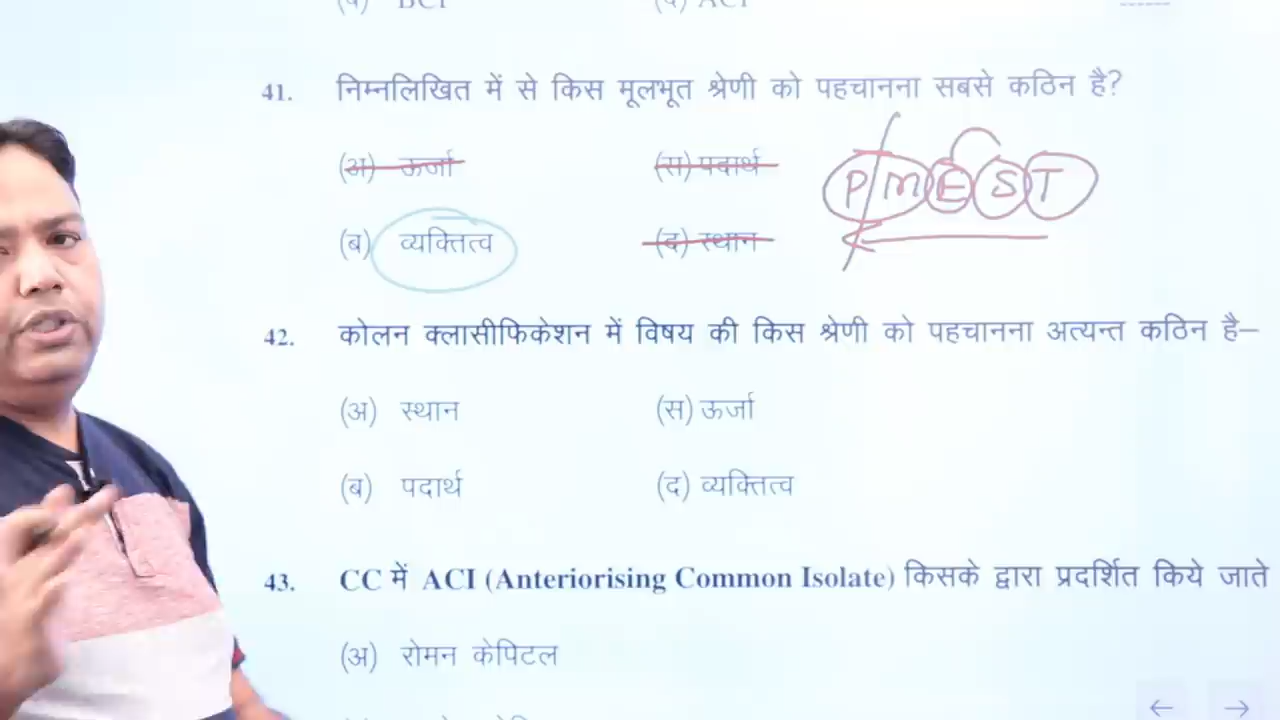 41. निम्नलिखित में से किस मूलभूत श्रेणी को पहचानना सबसे कठिन है?
(अ) ऊर्जा (स) पदार्थ
P M E S T
(ब) व्यक्तित्व (द) स्थान
42. कोलन क्लासीफिकेशन में विषय की किस श्रेणी को पहचानना अत्यन्त कठिन है–
(अ) स्थान (स) ऊर्जा
(ब) पदार्थ (द) व्यक्तित्व
43. CC में ACI (Anteriorising Common Isolate) किसके द्वारा प्रदर्शित किये जाते
(अ) रोमन केपिटल